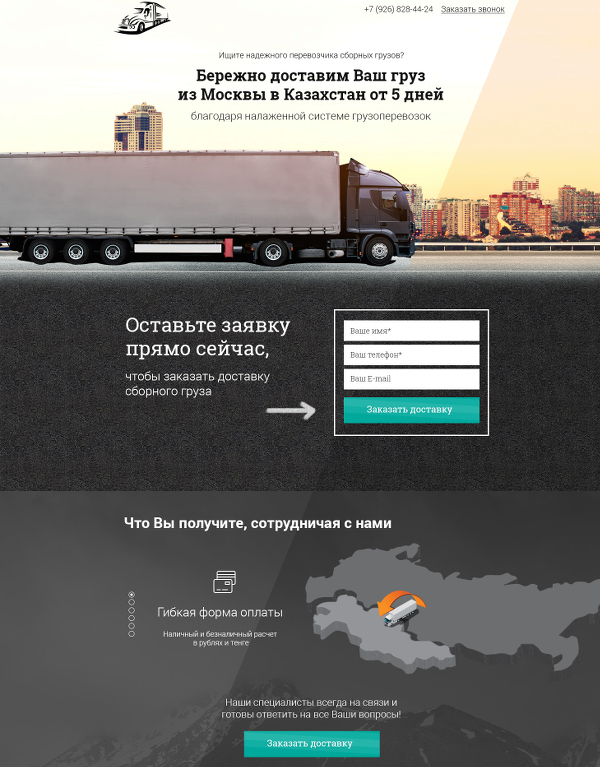 +7 (926) 828-44-24 Заказать звонок
Ищите надежного перевозчика сборных грузов?
Бережно доставим Ваш груз
из Москвы в Казахстан от 5 дней
благодаря налаженной системе грузоперевозок
Оставьте заявку
прямо сейчас,
чтобы заказать доставку
сборного груза
Ваше имя*
Ваш телефон*
Ваш E-mail
Заказать доставку
Что Вы получите, сотрудничая с нами
Гибкая форма оплаты
Наличный и безналичный расчет
в рублях и тенге
Наши специалисты всегда на связи и
готовы ответить на все Ваши вопросы!
Заказать доставку